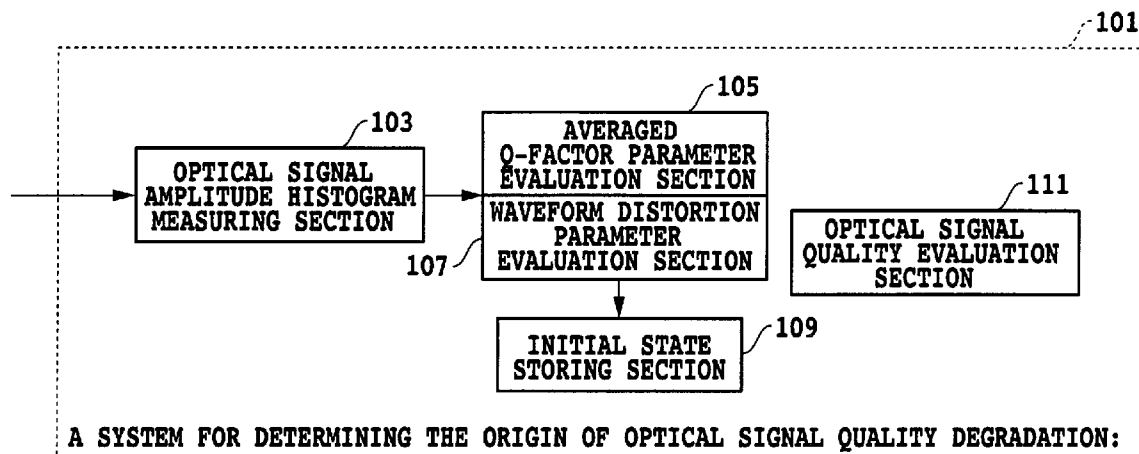 101
105
103
AVERAGED
Q-FACTOR PARAMETER
EVALUATION SECTION
OPTICAL SIGNAL
AMPLITUDE HISTOGRAM
MEASURING SECTION
111
WAVEFORM DISTORTION
PARAMETER
EVALUATION SECTION
107
OPTICAL SIGNAL
QUALITY EVALUATION
SECTION
109
INITIAL STATE
STORING SECTION
A SYSTEM FOR DETERMINING THE ORIGIN OF OPTICAL SIGNAL QUALITY DEGRADATION: